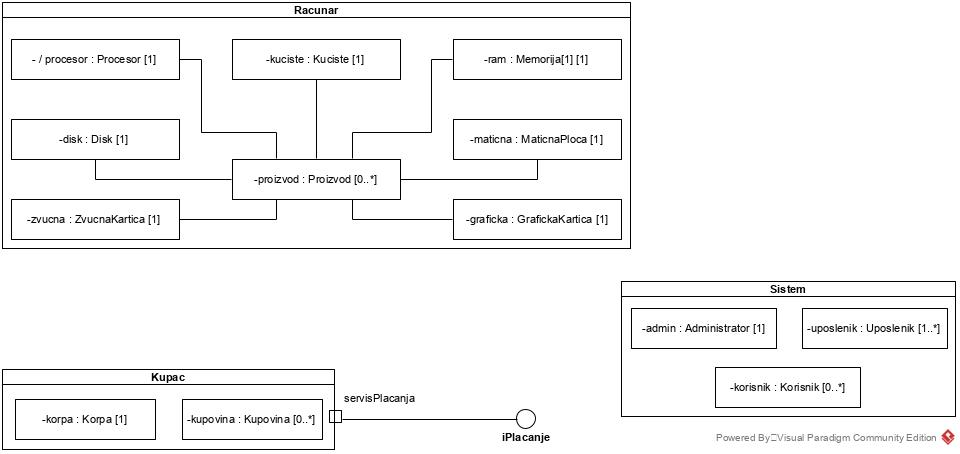 Racunar
- / procesor : Procesor [1]
-kuciste : Kuciste [1]
-ram : Memorija[1] [1]
-disk : Disk [1]
-maticna : MaticnaPloca [1]
-proizvod : Proizvod [0..*]
-zvucna : ZvucnaKartica [1]
-graficka : GrafickaKartica [1]
Sistem
-admin : Administrator [1]
-uposlenik : Uposlenik [1..*]
-korisnik : Korisnik [0..*]
Kupac
-korpa : Korpa [1]
-kupovina : Kupovina [0..*]
servisPlacanja
iPlacanje
Powered By Visual Paradigm Community Edition